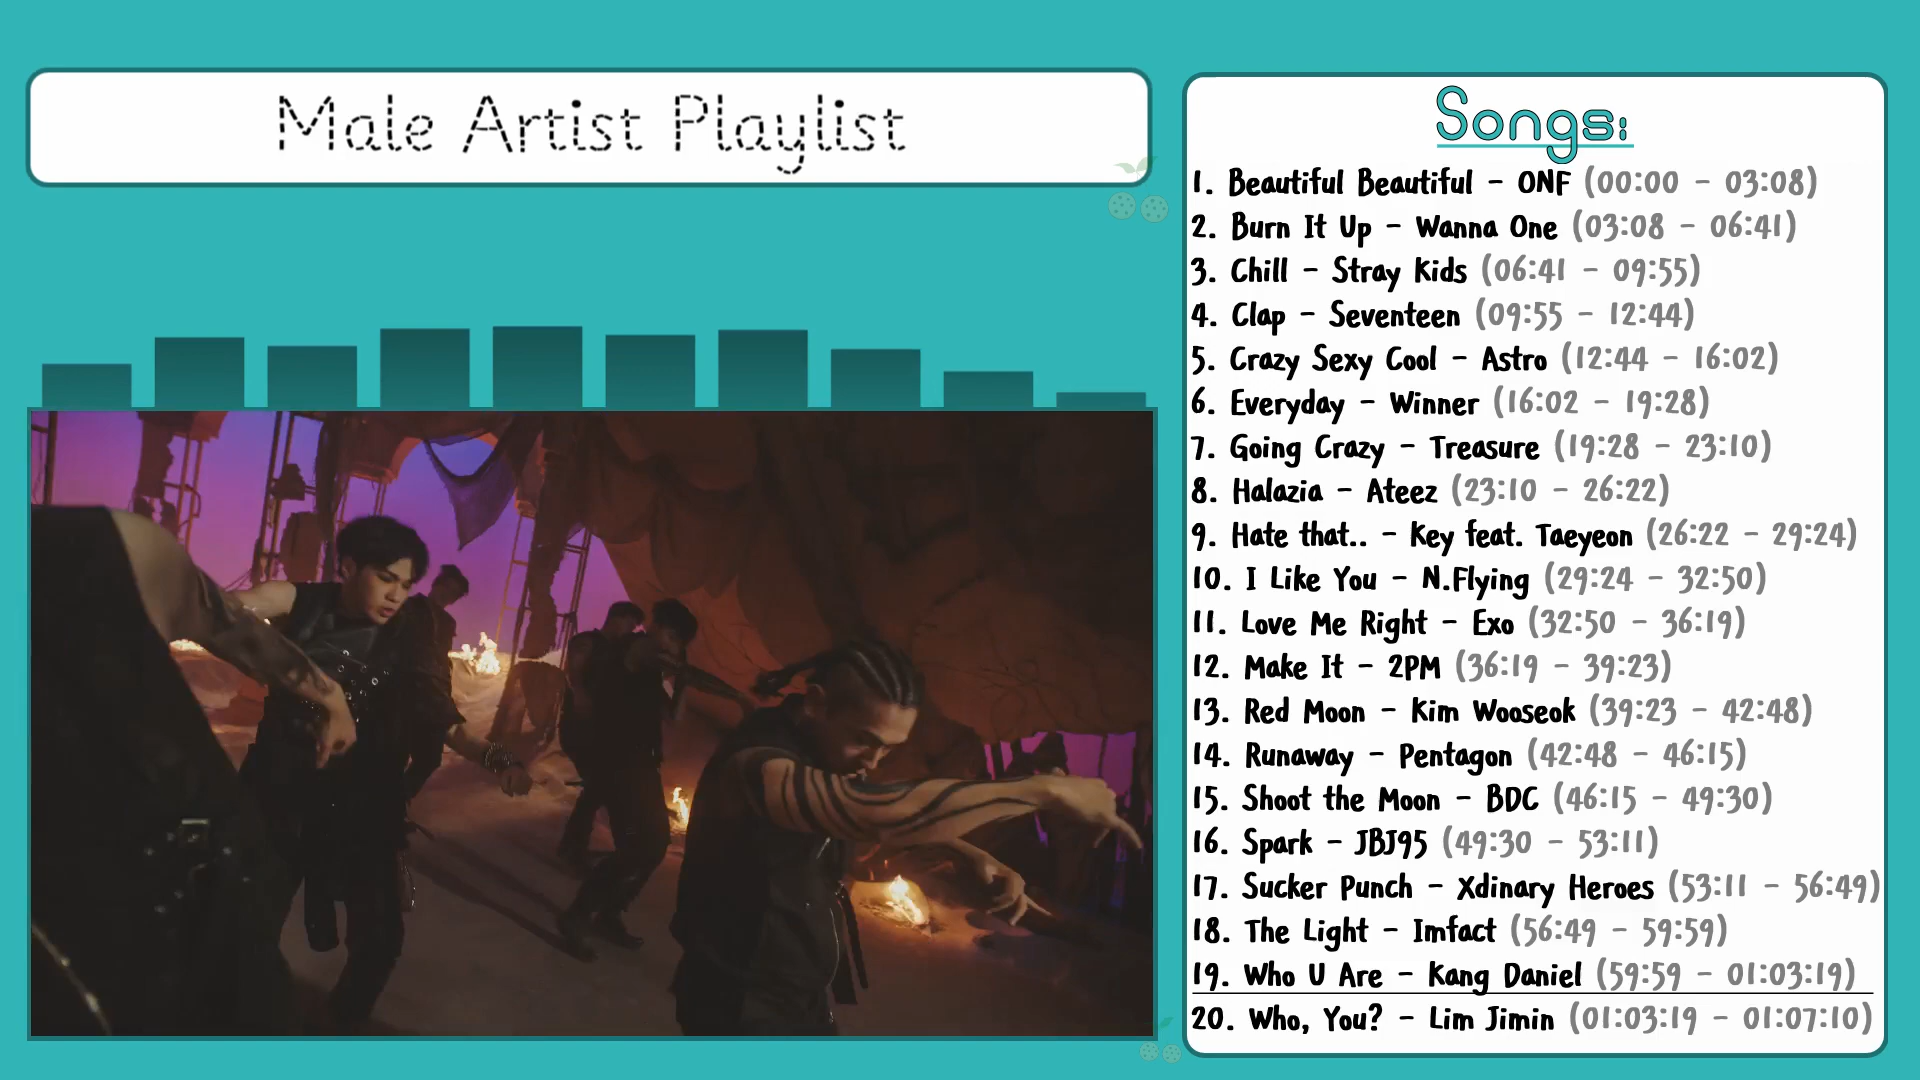 Male Artist Playlist
Songs:
1. Beautiful Beautiful - ONF (00:00 - 03:08)
2. Burn It Up - Wanna One (03:08 - 06:41)
3. Chill - Stray Kids (06:41 - 09:55)
4. Clap - Seventeen (09:55 - 12:44)
5. Crazy Sexy Cool - Astro (12:44 - 16:02)
6. Everyday - Winner (16:02 - 19:28)
7. Going Crazy - Treasure (19:28 - 23:10)
8. Halazia - Ateez (23:10 - 26:22)
9. Hate that.. - Key feat. Taeyeon (26:22 - 29:24)
10. I Like You - N.Flying (29:24 - 32:50)
11. Love Me Right - Exo (32:50 - 36:19)
12. Make It - 2PM (36:19 - 39:23)
13. Red Moon - Kim Wooseok (39:23 - 42:48)
14. Runaway - Pentagon (42:48 - 46:15)
15. Shoot the Moon - BDC (46:15 - 49:30)
16. Spark - JBJ95 (49:30 - 53:11)
17. Sucker Punch - Xdinary Heroes (53:11 - 56:49)
18. The Light - Imfact (56:49 - 59:59)
19. Who U Are - Kang Daniel (59:59 - 01:03:19)
20. Who, You? - Lim Jimin (01:03:19 - 01:07:10)